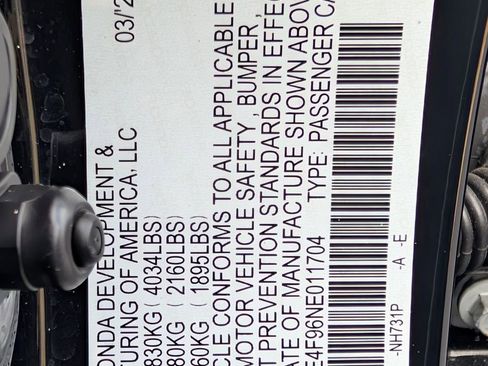 ONDA DEVELOPMENT & 03/'2
TURING OF AMERICA, LLC
830KG ( 4034LBS)
80KG ( 2160LBS)
60KG ( 1895LBS)
CLE CONFORMS TO ALL APPLICABLE
MOTOR VEHICLE SAFETY, BUMPER,
T PREVENTION STANDARDS IN EFFE
ATE OF MANUFACTURE SHOWN ABOV
E4F96NE011704 TYPE: PASSENGER CA
-NH731P -A -E